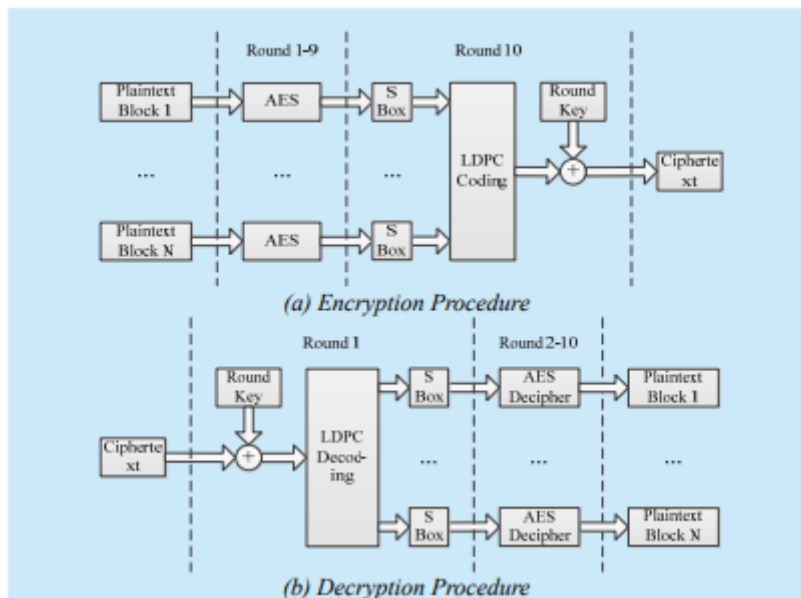 Round 1-9
Round 10
Plaintext
Block 1
AES
S
Box
LDPC
Coding
Round
Key
+
Cipherte
xt
...
...
...
Plaintext
Block N
AES
S
Box
(a) Encryption Procedure
Round 1
Round 2-10
Round
Key
Cipherte
xt
+
LDPC
Decod-
ing
S
Box
AES
Decipher
Plaintext
Block 1
...
...
...
S
Box
AES
Decipher
Plaintext
Block N
(b) Decryption Procedure